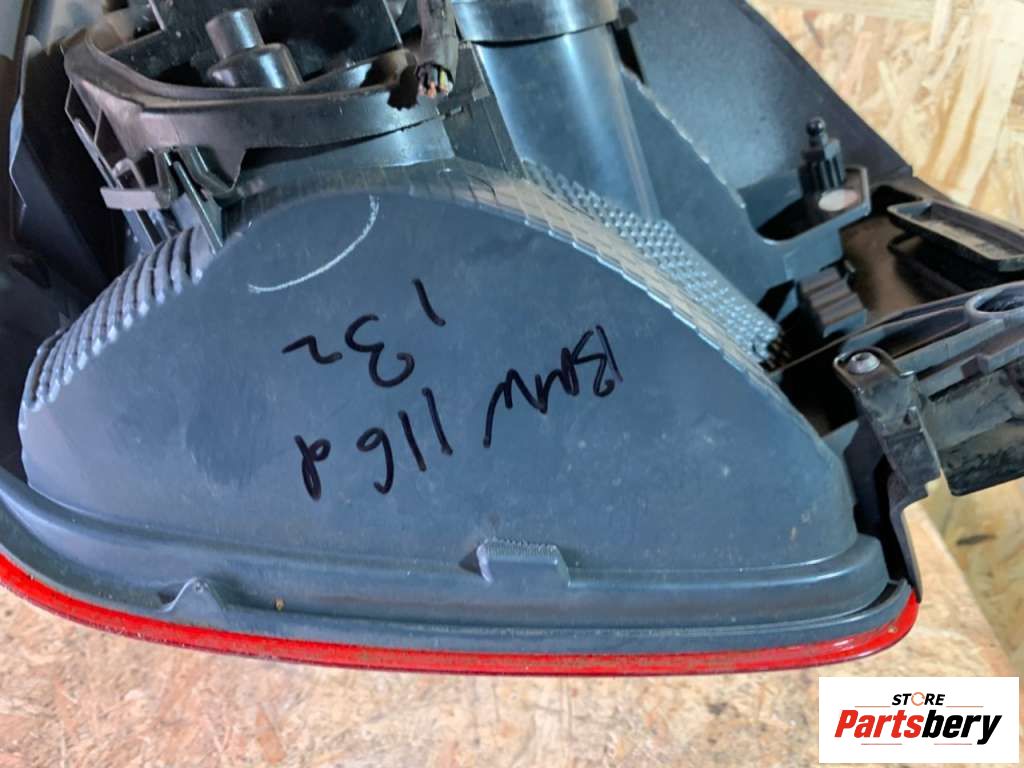 BMW 116d
132
STORE
Partsbery